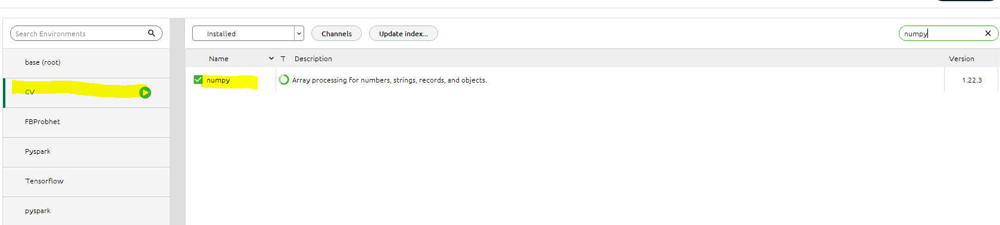 Search Environments
Installed
Channels
Update index...
numpy
Name
T
Description
Version
base (root)
CV
FBProbhet
Pyspark
Tensorflow
pyspark
numpy
Array processing for numbers, strings, records, and objects.
1.22.3